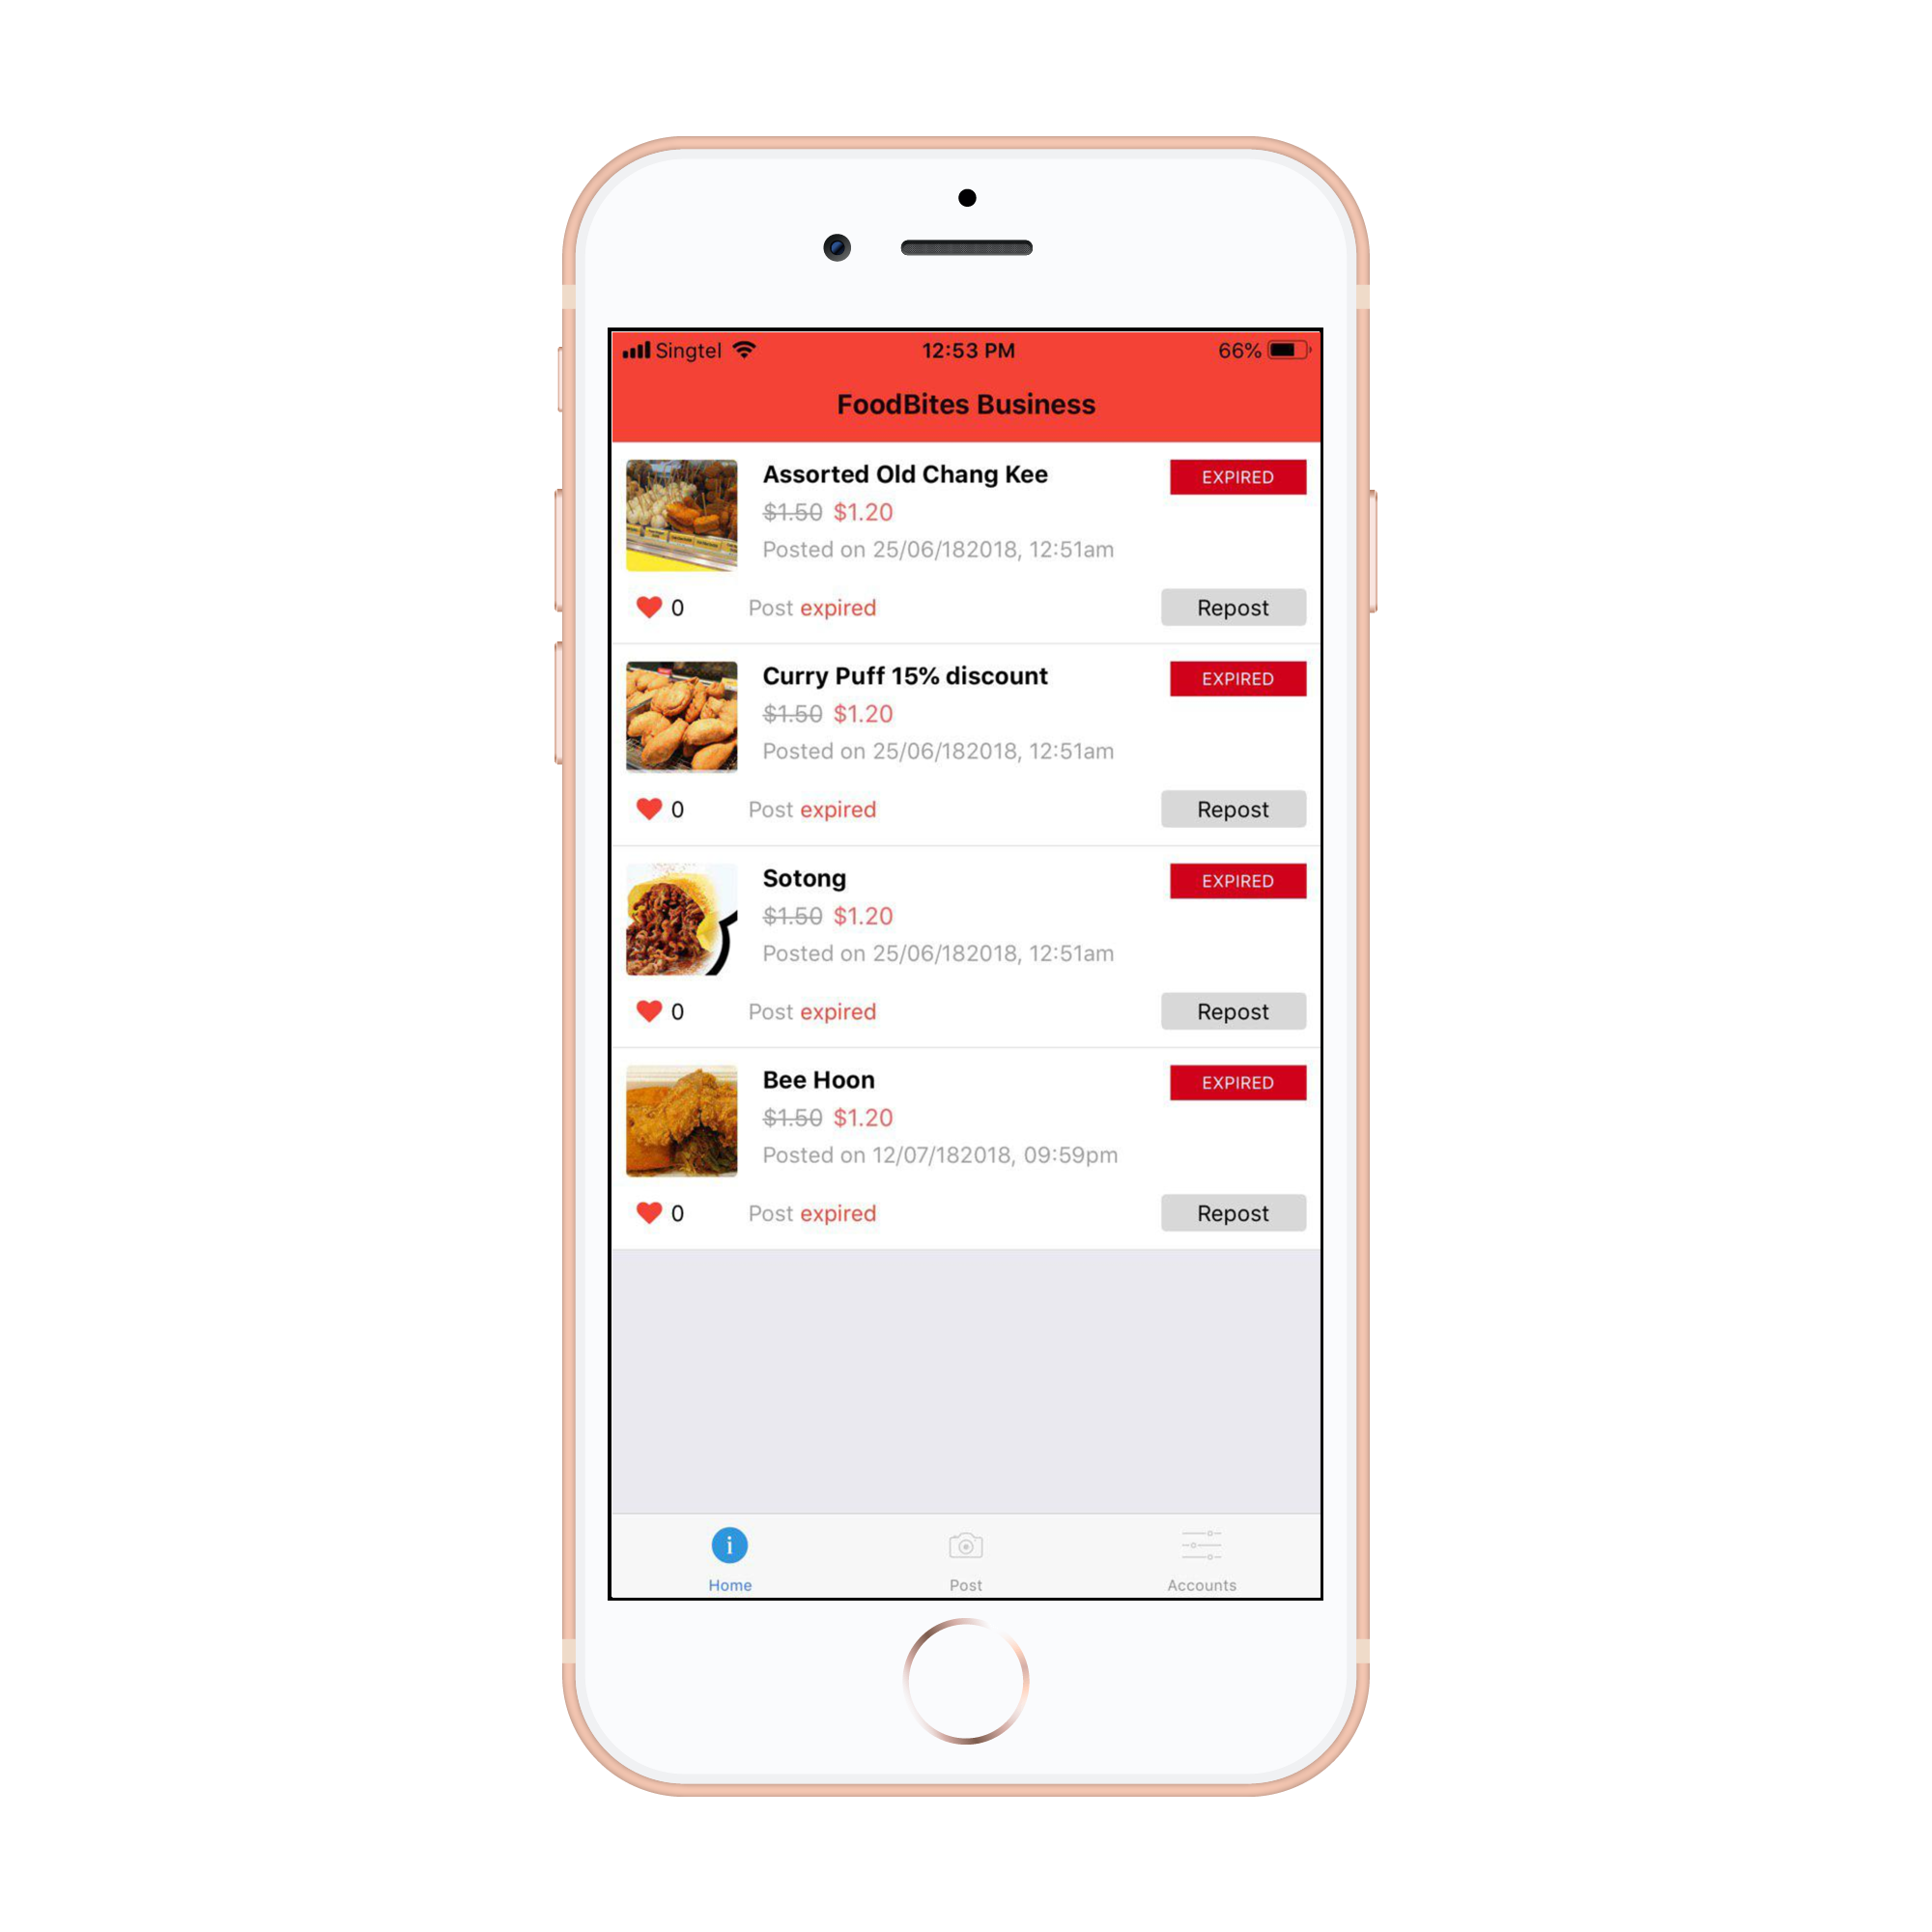 Singtel 12:53 PM 66%
FoodBites Business
Assorted Old Chang Kee EXPIRED
$1.50 $1.20
Posted on 25/06/182018, 12:51am
0 Post expired Repost
Curry Puff 15% discount EXPIRED
$1.50 $1.20
Posted on 25/06/182018, 12:51am
0 Post expired Repost
Sotong EXPIRED
$1.50 $1.20
Posted on 25/06/182018, 12:51am
0 Post expired Repost
Bee Hoon EXPIRED
$1.50 $1.20
Posted on 12/07/182018, 09:59pm
0 Post expired Repost
i
Home Post Accounts